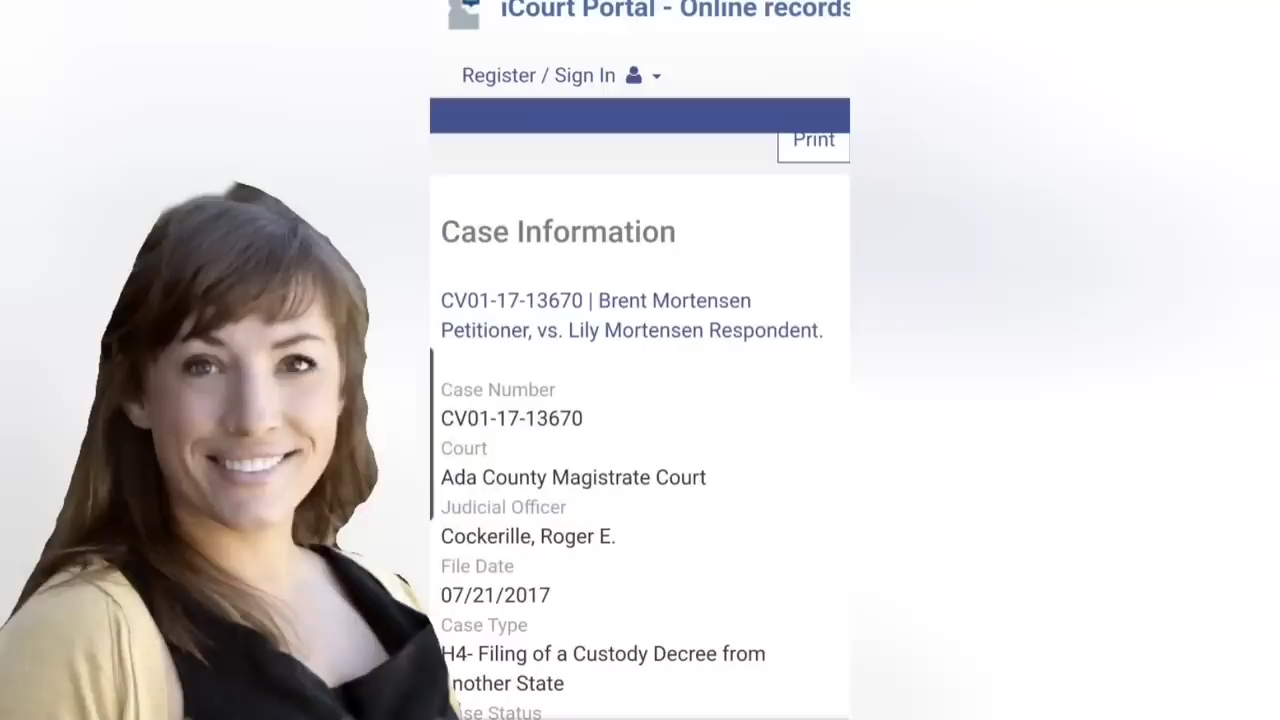 iCourt Portal - Online records
Register / Sign In
Print
Case Information
CV01-17-13670 | Brent Mortensen
Petitioner, vs. Lily Mortensen Respondent.
Case Number
CV01-17-13670
Court
Ada County Magistrate Court
Judicial Officer
Cockerille, Roger E.
File Date
07/21/2017
Case Type
H4- Filing of a Custody Decree from
nother State
se Status